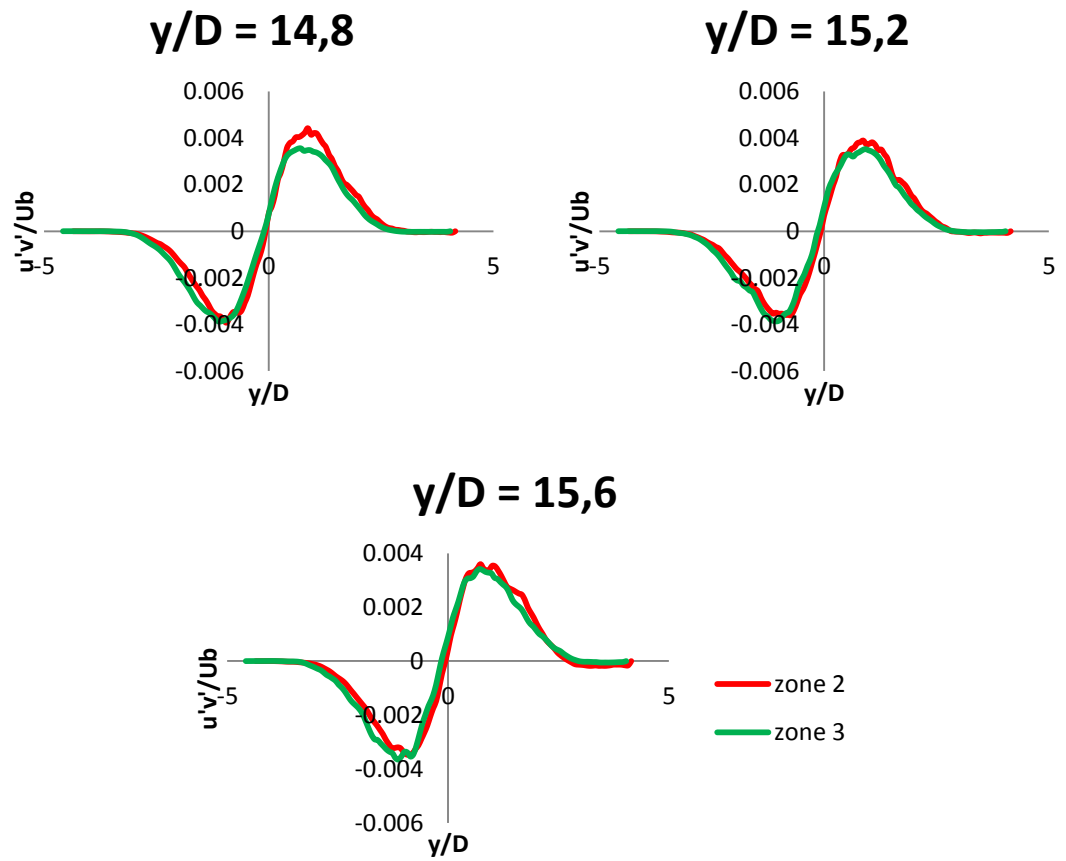 y/D = 14,8
0.006
0.004
0.002
0
-0.002
-0.004
-0.006
-5
0
5
u'v'/Ub
y/D
y/D = 15,2
0.006
0.004
0.002
0
-0.002
-0.004
-0.006
-5
0
5
u'v'/Ub
y/D
y/D = 15,6
0.004
0.002
0
-0.002
-0.004
-0.006
-5
0
5
u'v'/Ub
y/D
zone 2
zone 3